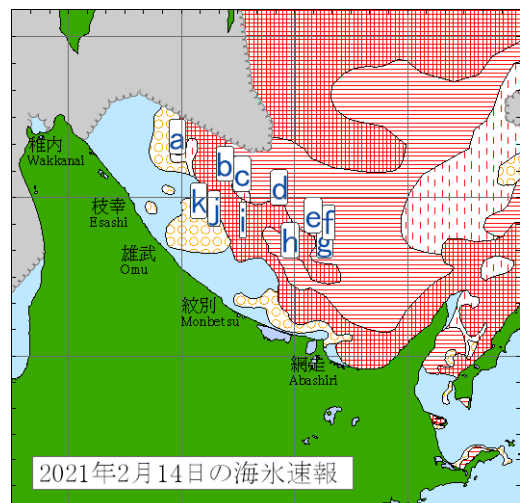 稚内
Wakkanai
枝幸
Esashi
雄武
Omu
紋別
Monbetsu
網走
Abashiri
a
b
c
d
k
j
i
e
f
h
g
2021年2月14日の海氷速報